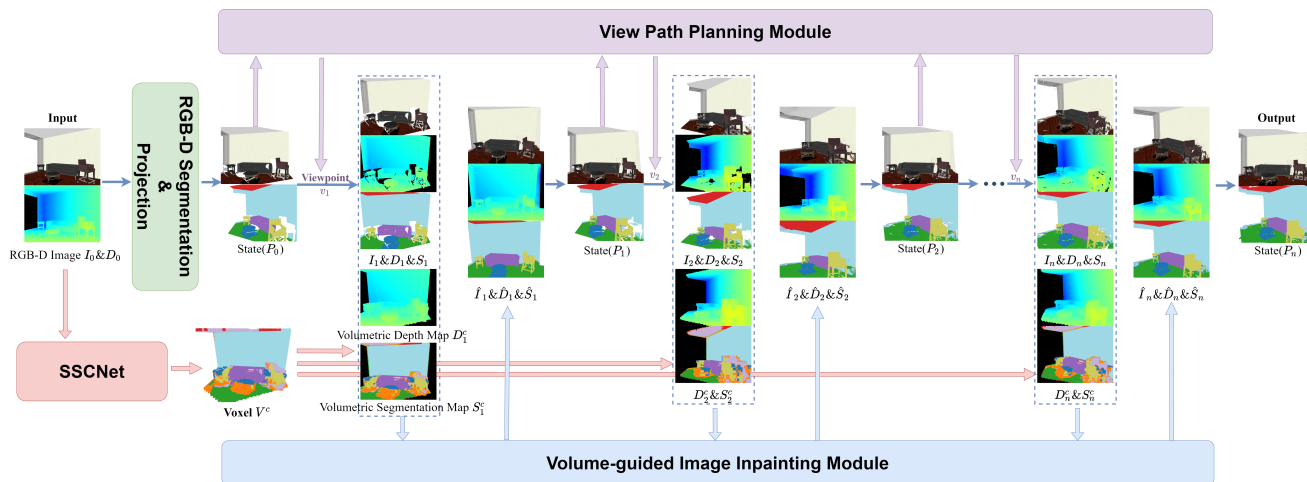 View Path Planning Module
Input
RGB-D Segmentation
&
Projection
RGB-D Image I₀&D₀
State(P₀)
Viewpoint
v₁
I₁&D₁&S₁
Î₁&D̂₁&Ŝ₁
State(P₁)
v₂
I₂&D₂&S₂
Î₂&D̂₂&Ŝ₂
State(P₂)
vₙ
Iₙ&Dₙ&Sₙ
Îₙ&D̂ₙ&Ŝₙ
Output
State(Pₙ)
SSCNet
Voxel Vᶜ
Volumetric Depth Map D₁ᶜ
Volumetric Segmentation Map S₁ᶜ
D₂ᶜ&S₂ᶜ
Dₙᶜ&Sₙᶜ
Volume-guided Image Inpainting Module